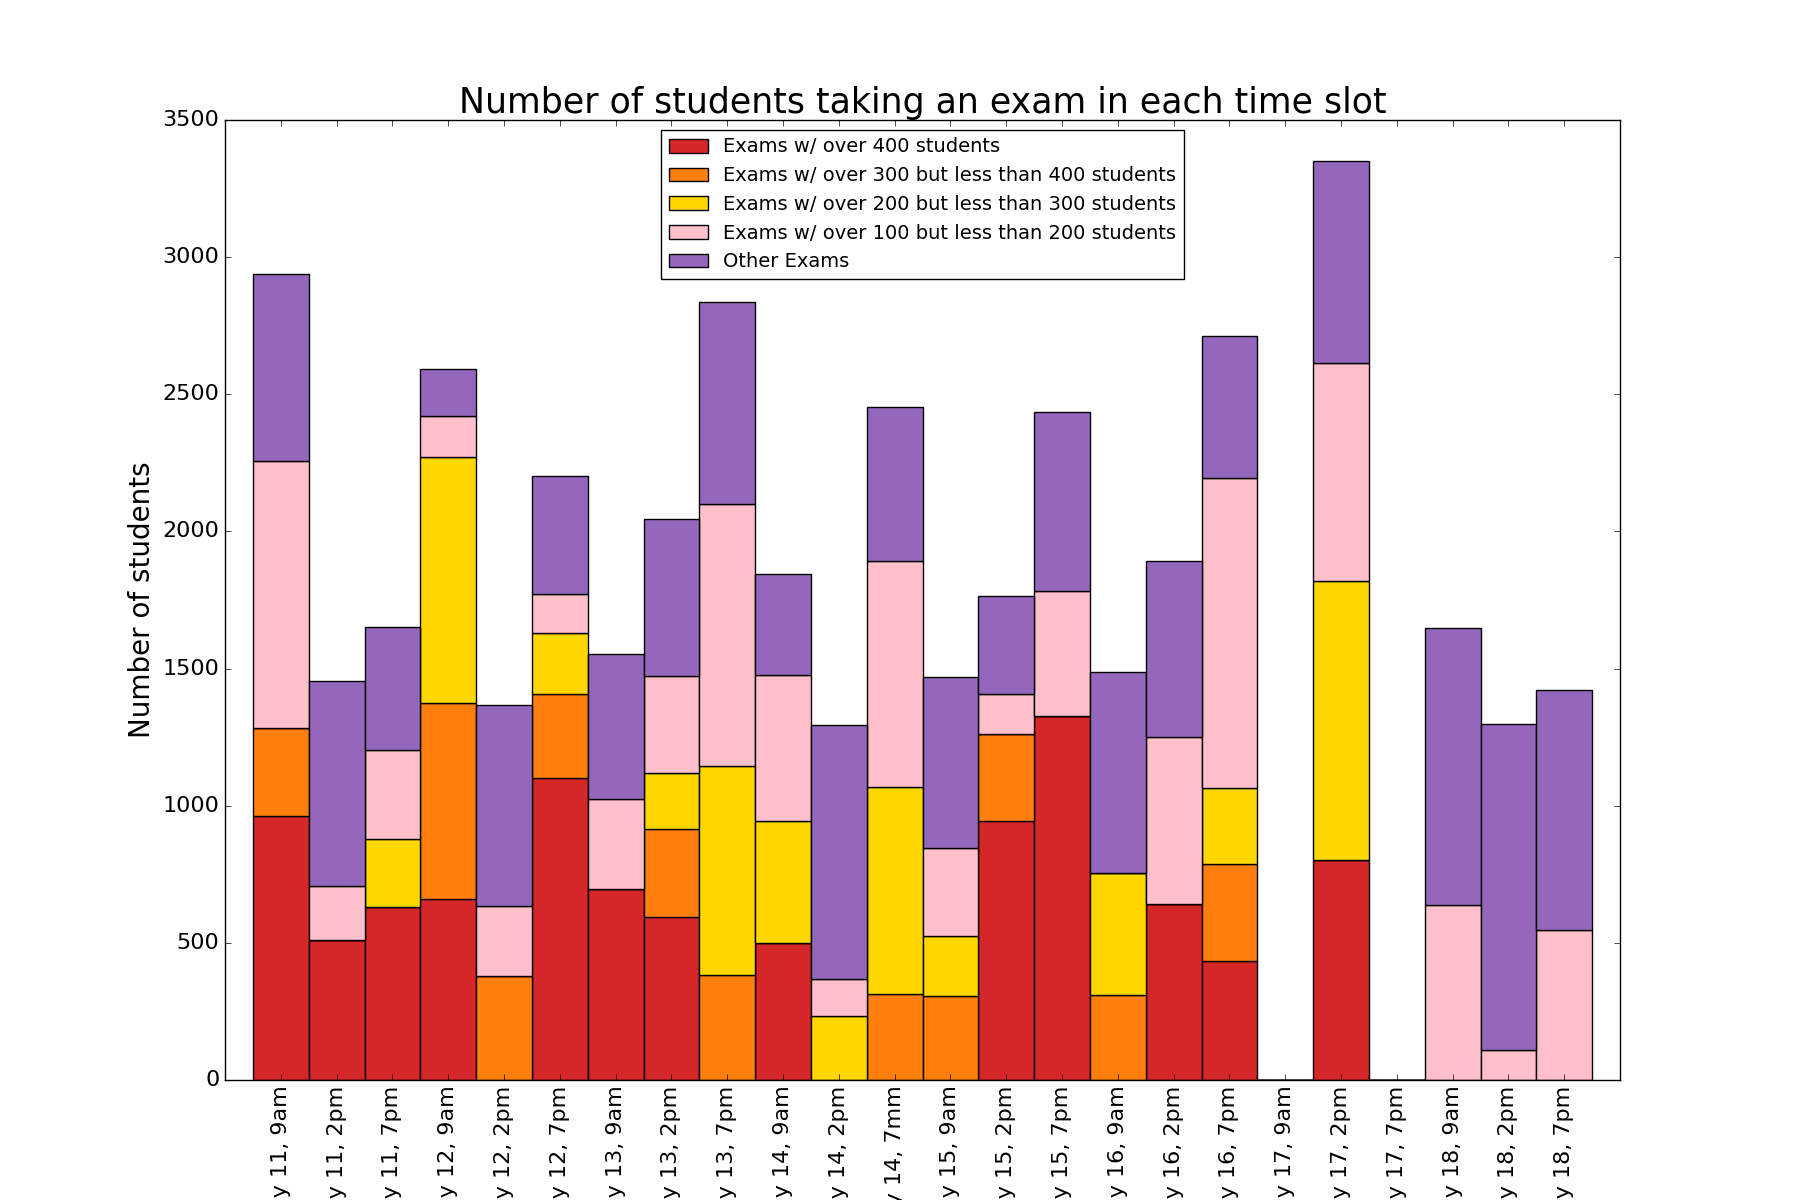 Number of students taking an exam in each time slot
Exams w/ over 400 students
Exams w/ over 300 but less than 400 students
Exams w/ over 200 but less than 300 students
Exams w/ over 100 but less than 200 students
Other Exams
Number of students
3500
3000
2500
2000
1500
1000
500
0
y 11, 9am
y 11, 2pm
y 11, 7pm
y 12, 9am
y 12, 2pm
y 12, 7pm
y 13, 9am
y 13, 2pm
y 13, 7pm
y 14, 9am
y 14, 2pm
y 14, 7mm
y 15, 9am
y 15, 2pm
y 15, 7pm
y 16, 9am
y 16, 2pm
y 16, 7pm
y 17, 9am
y 17, 2pm
y 17, 7pm
y 18, 9am
y 18, 2pm
y 18, 7pm